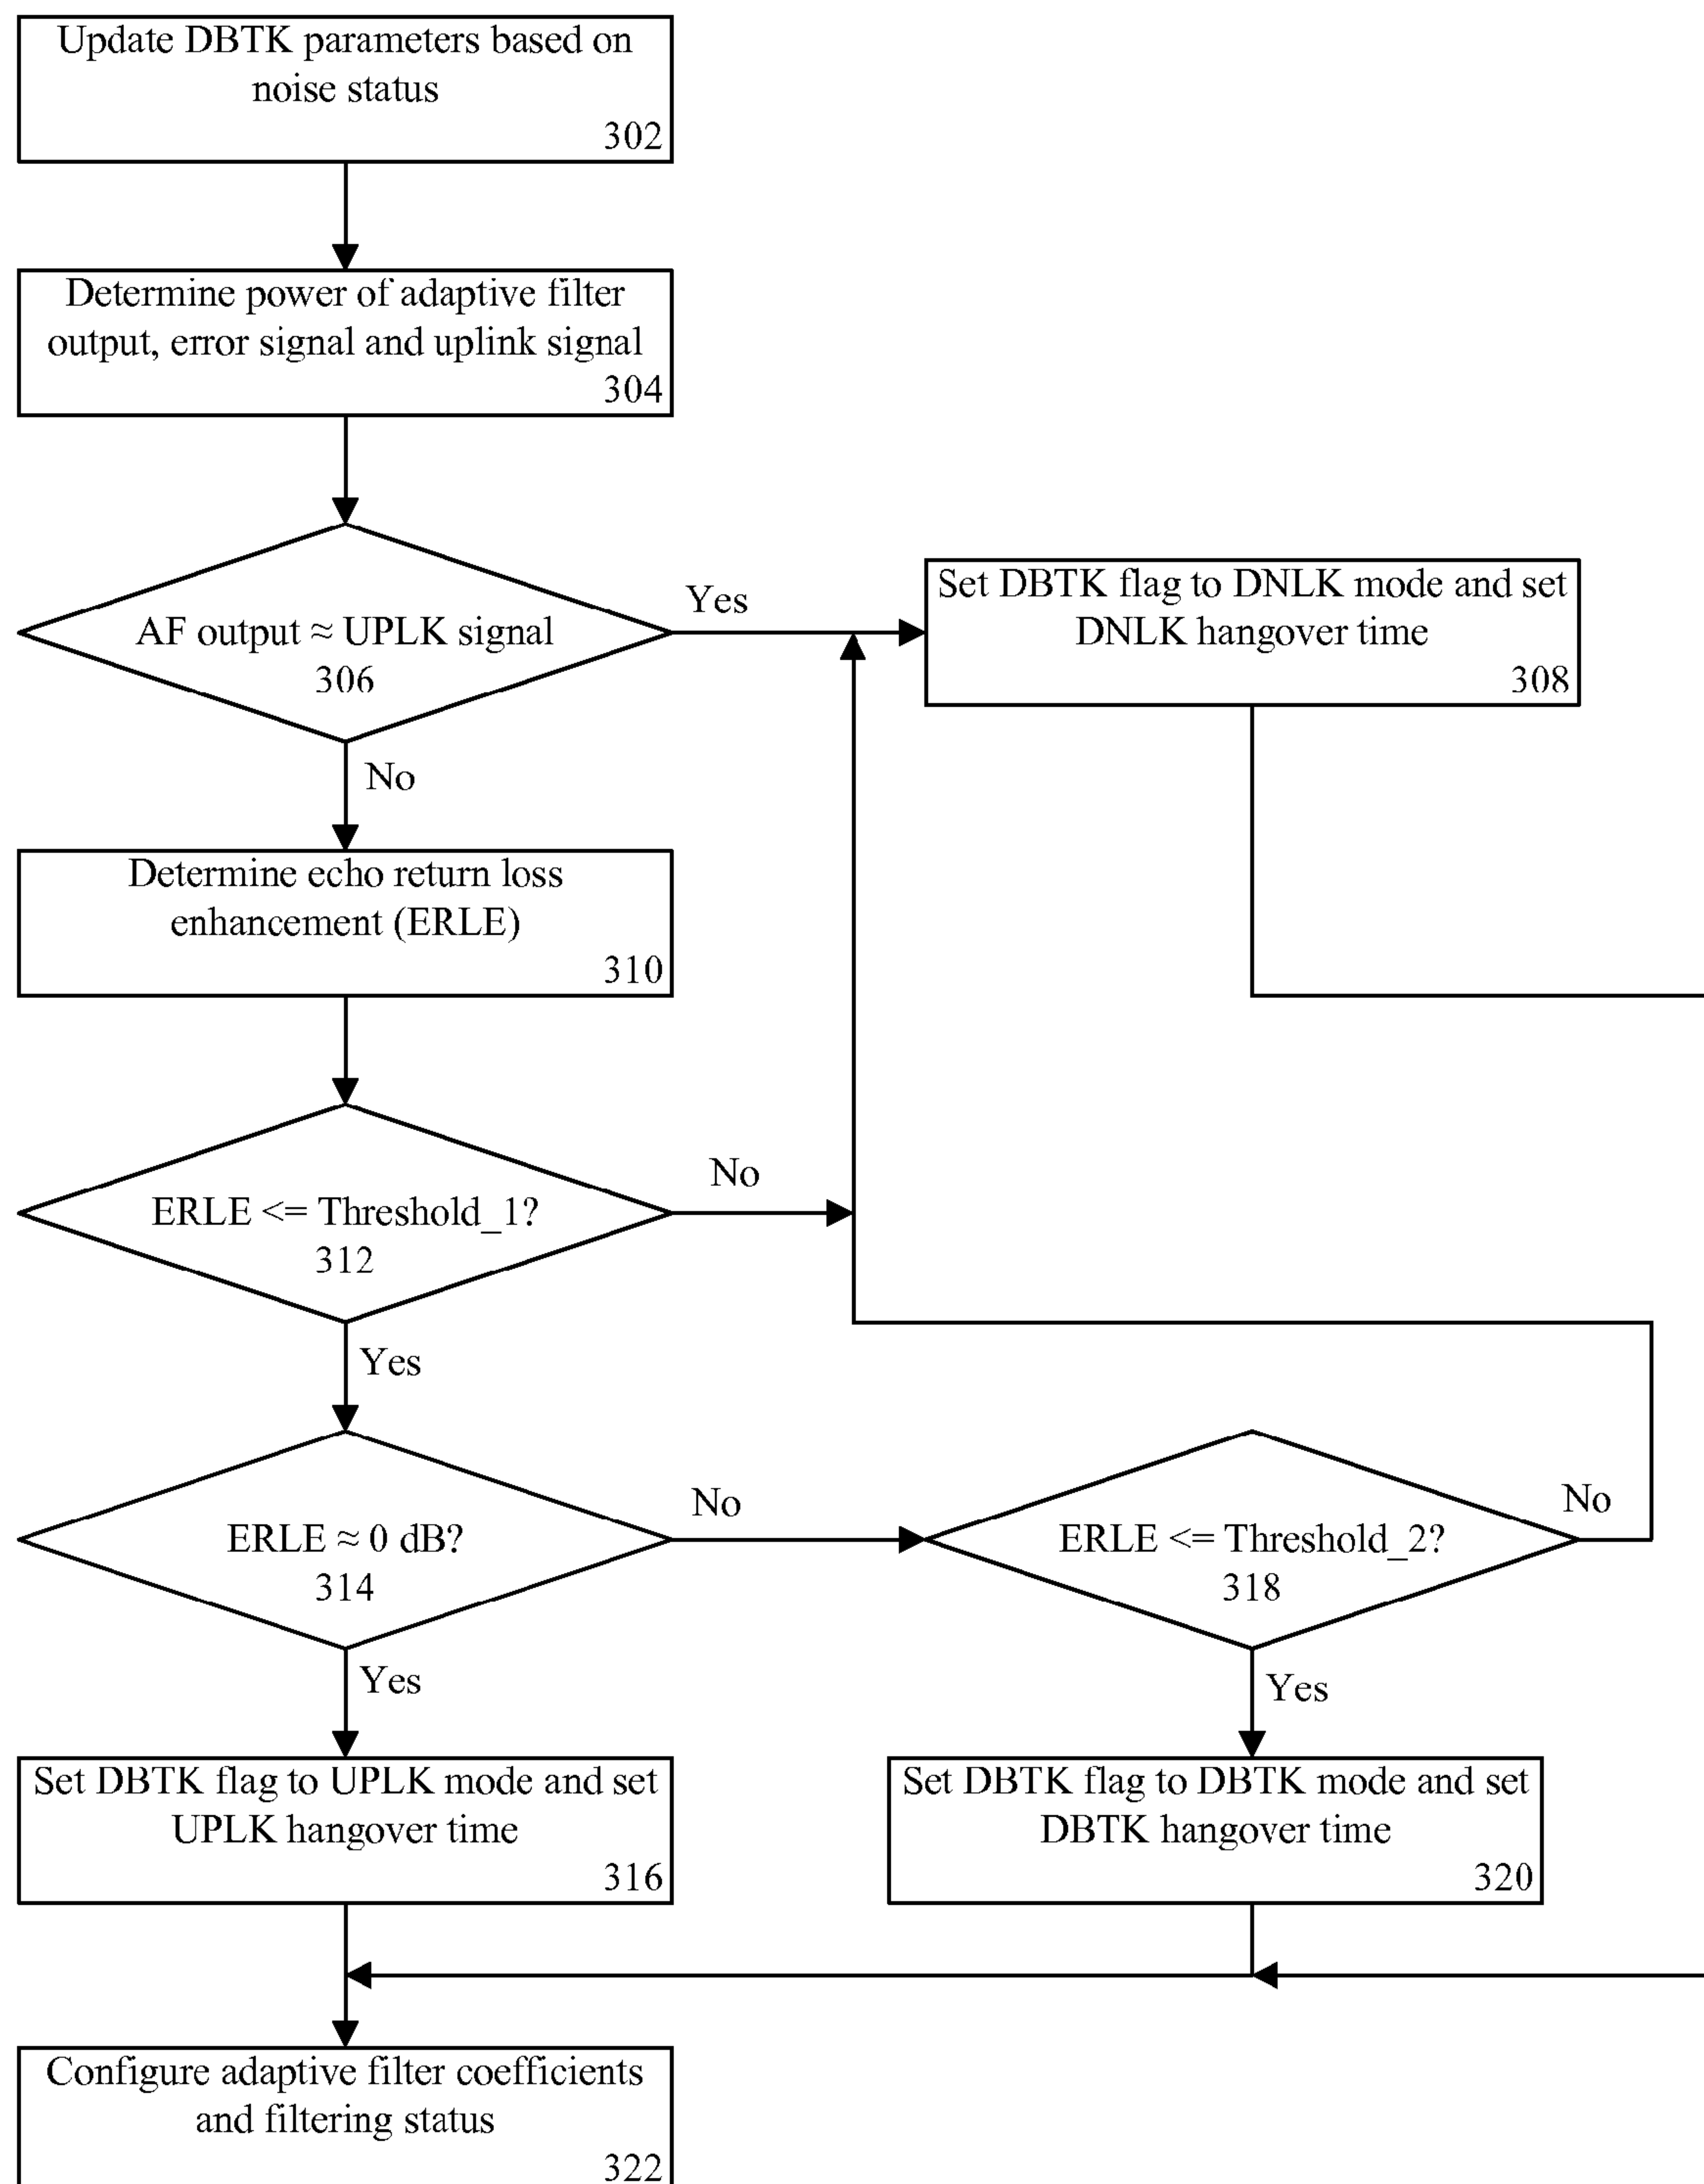 Update DBTK parameters based on
noise status
302
Determine power of adaptive filter
output, error signal and uplink signal
304
AF output ≈ UPLK signal
306
Yes
Set DBTK flag to DNLK mode and set
DNLK hangover time
308
No
Determine echo return loss
enhancement (ERLE)
310
ERLE <= Threshold_1?
312
No
Yes
ERLE ≈ 0 dB?
314
No
ERLE <= Threshold_2?
318
No
Yes
Yes
Set DBTK flag to UPLK mode and set
UPLK hangover time
316
Set DBTK flag to DBTK mode and set
DBTK hangover time
320
Configure adaptive filter coefficients
and filtering status
322